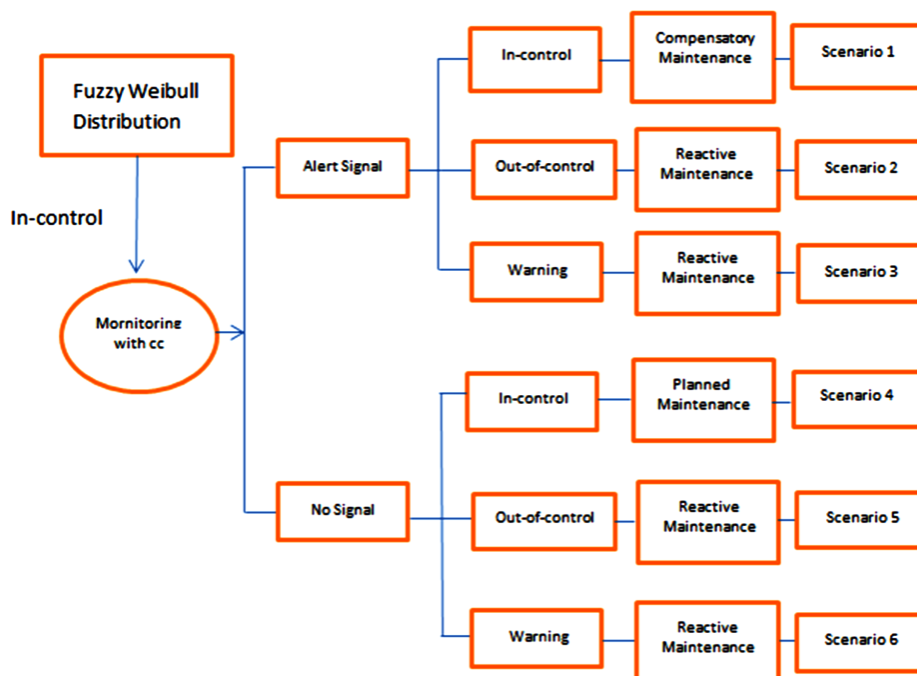 Fuzzy Weibull
Distribution
In-control
Mornitoring
with cc
Alert Signal
In-control
Compensatory
Maintenance
Scenario 1
Out-of-control
Reactive
Maintenance
Scenario 2
Warning
Reactive
Maintenance
Scenario 3
No Signal
In-control
Planned
Maintenance
Scenario 4
Out-of-control
Reactive
Maintenance
Scenario 5
Warning
Reactive
Maintenance
Scenario 6